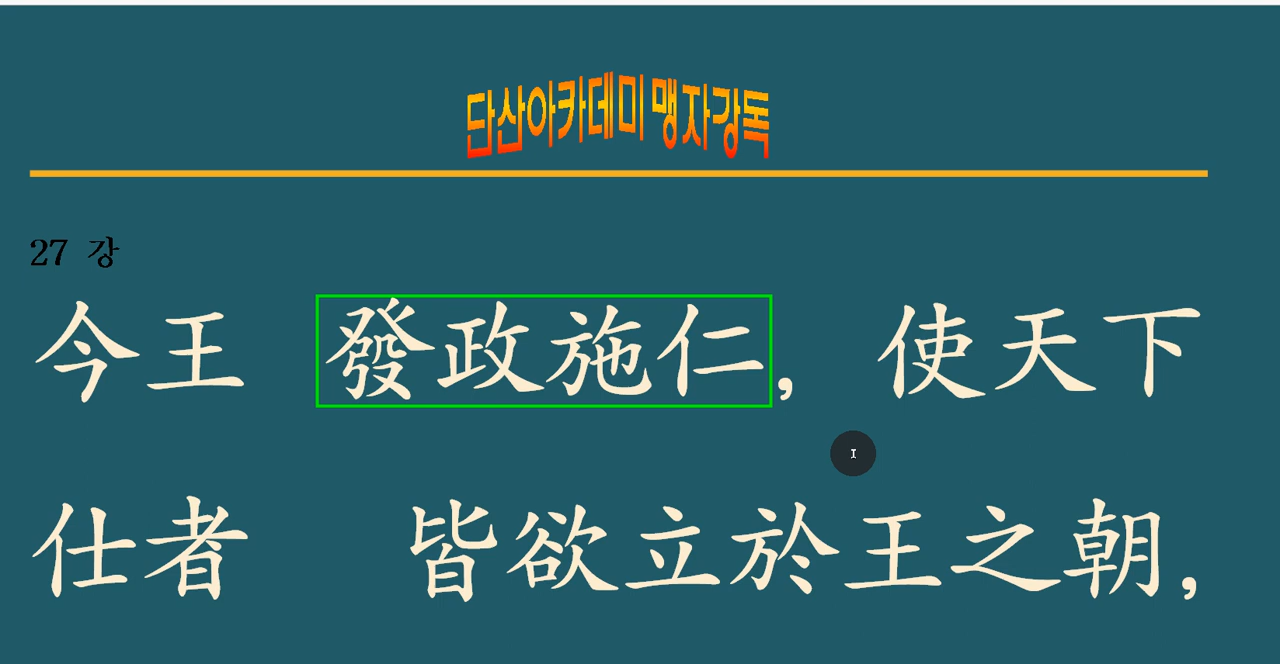 단산아카데미 맹자강독
27 강
今王 發政施仁, 使天下
仕者 皆欲立於王之朝,